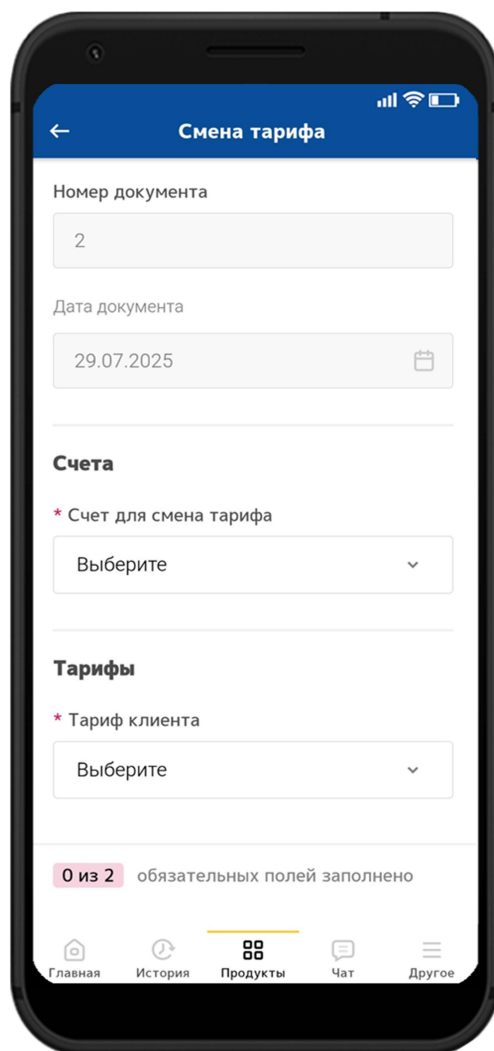 Смена тарифа
Номер документа
2
Дата документа
29.07.2025
Счета
* Счет для смена тарифа
Выберите
Тарифы
* Тариф клиента
Выберите
0 из 2 обязательных полей заполнено
Главная История Продукты Чат Другое